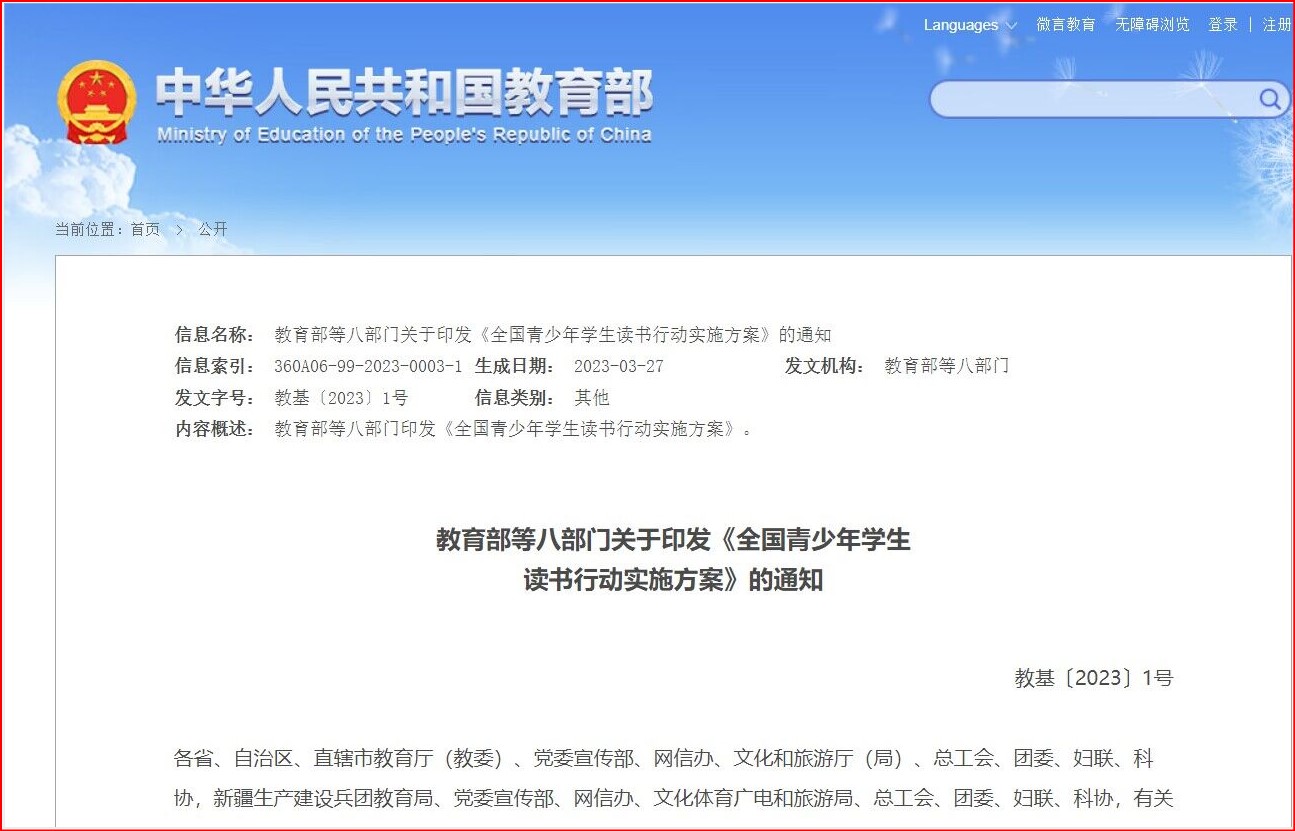 Languages 微言教育 无障碍浏览 登录 | 注册
中华人民共和国教育部
Ministry of Education of the People's Republic of China
当前位置：首页 > 公开
信息名称： 教育部等八部门关于印发《全国青少年学生读书行动实施方案》的通知
信息索引： 360A06-99-2023-0003-1 生成日期： 2023-03-27 发文机构： 教育部等八部门
发文字号： 教基〔2023〕1号 信息类别： 其他
内容概述： 教育部等八部门印发《全国青少年学生读书行动实施方案》。
教育部等八部门关于印发《全国青少年学生
读书行动实施方案》的通知
教基〔2023〕1号
各省、自治区、直辖市教育厅（教委）、党委宣传部、网信办、文化和旅游厅（局）、总工会、团委、妇联、科
协，新疆生产建设兵团教育局、党委宣传部、网信办、文化体育广电和旅游局、总工会、团委、妇联、科协，有关